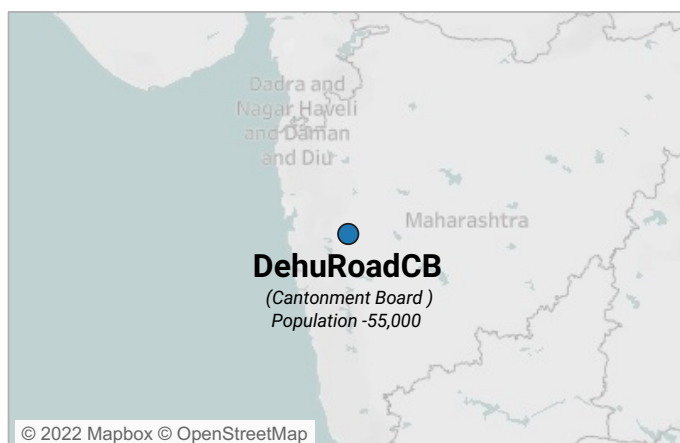 Dadra and
Nagar Haveli
and Daman
and Diu
Maharashtra
DehuRoadCB
(Cantonment Board )
Population -55,000
© 2022 Mapbox © OpenStreetMap